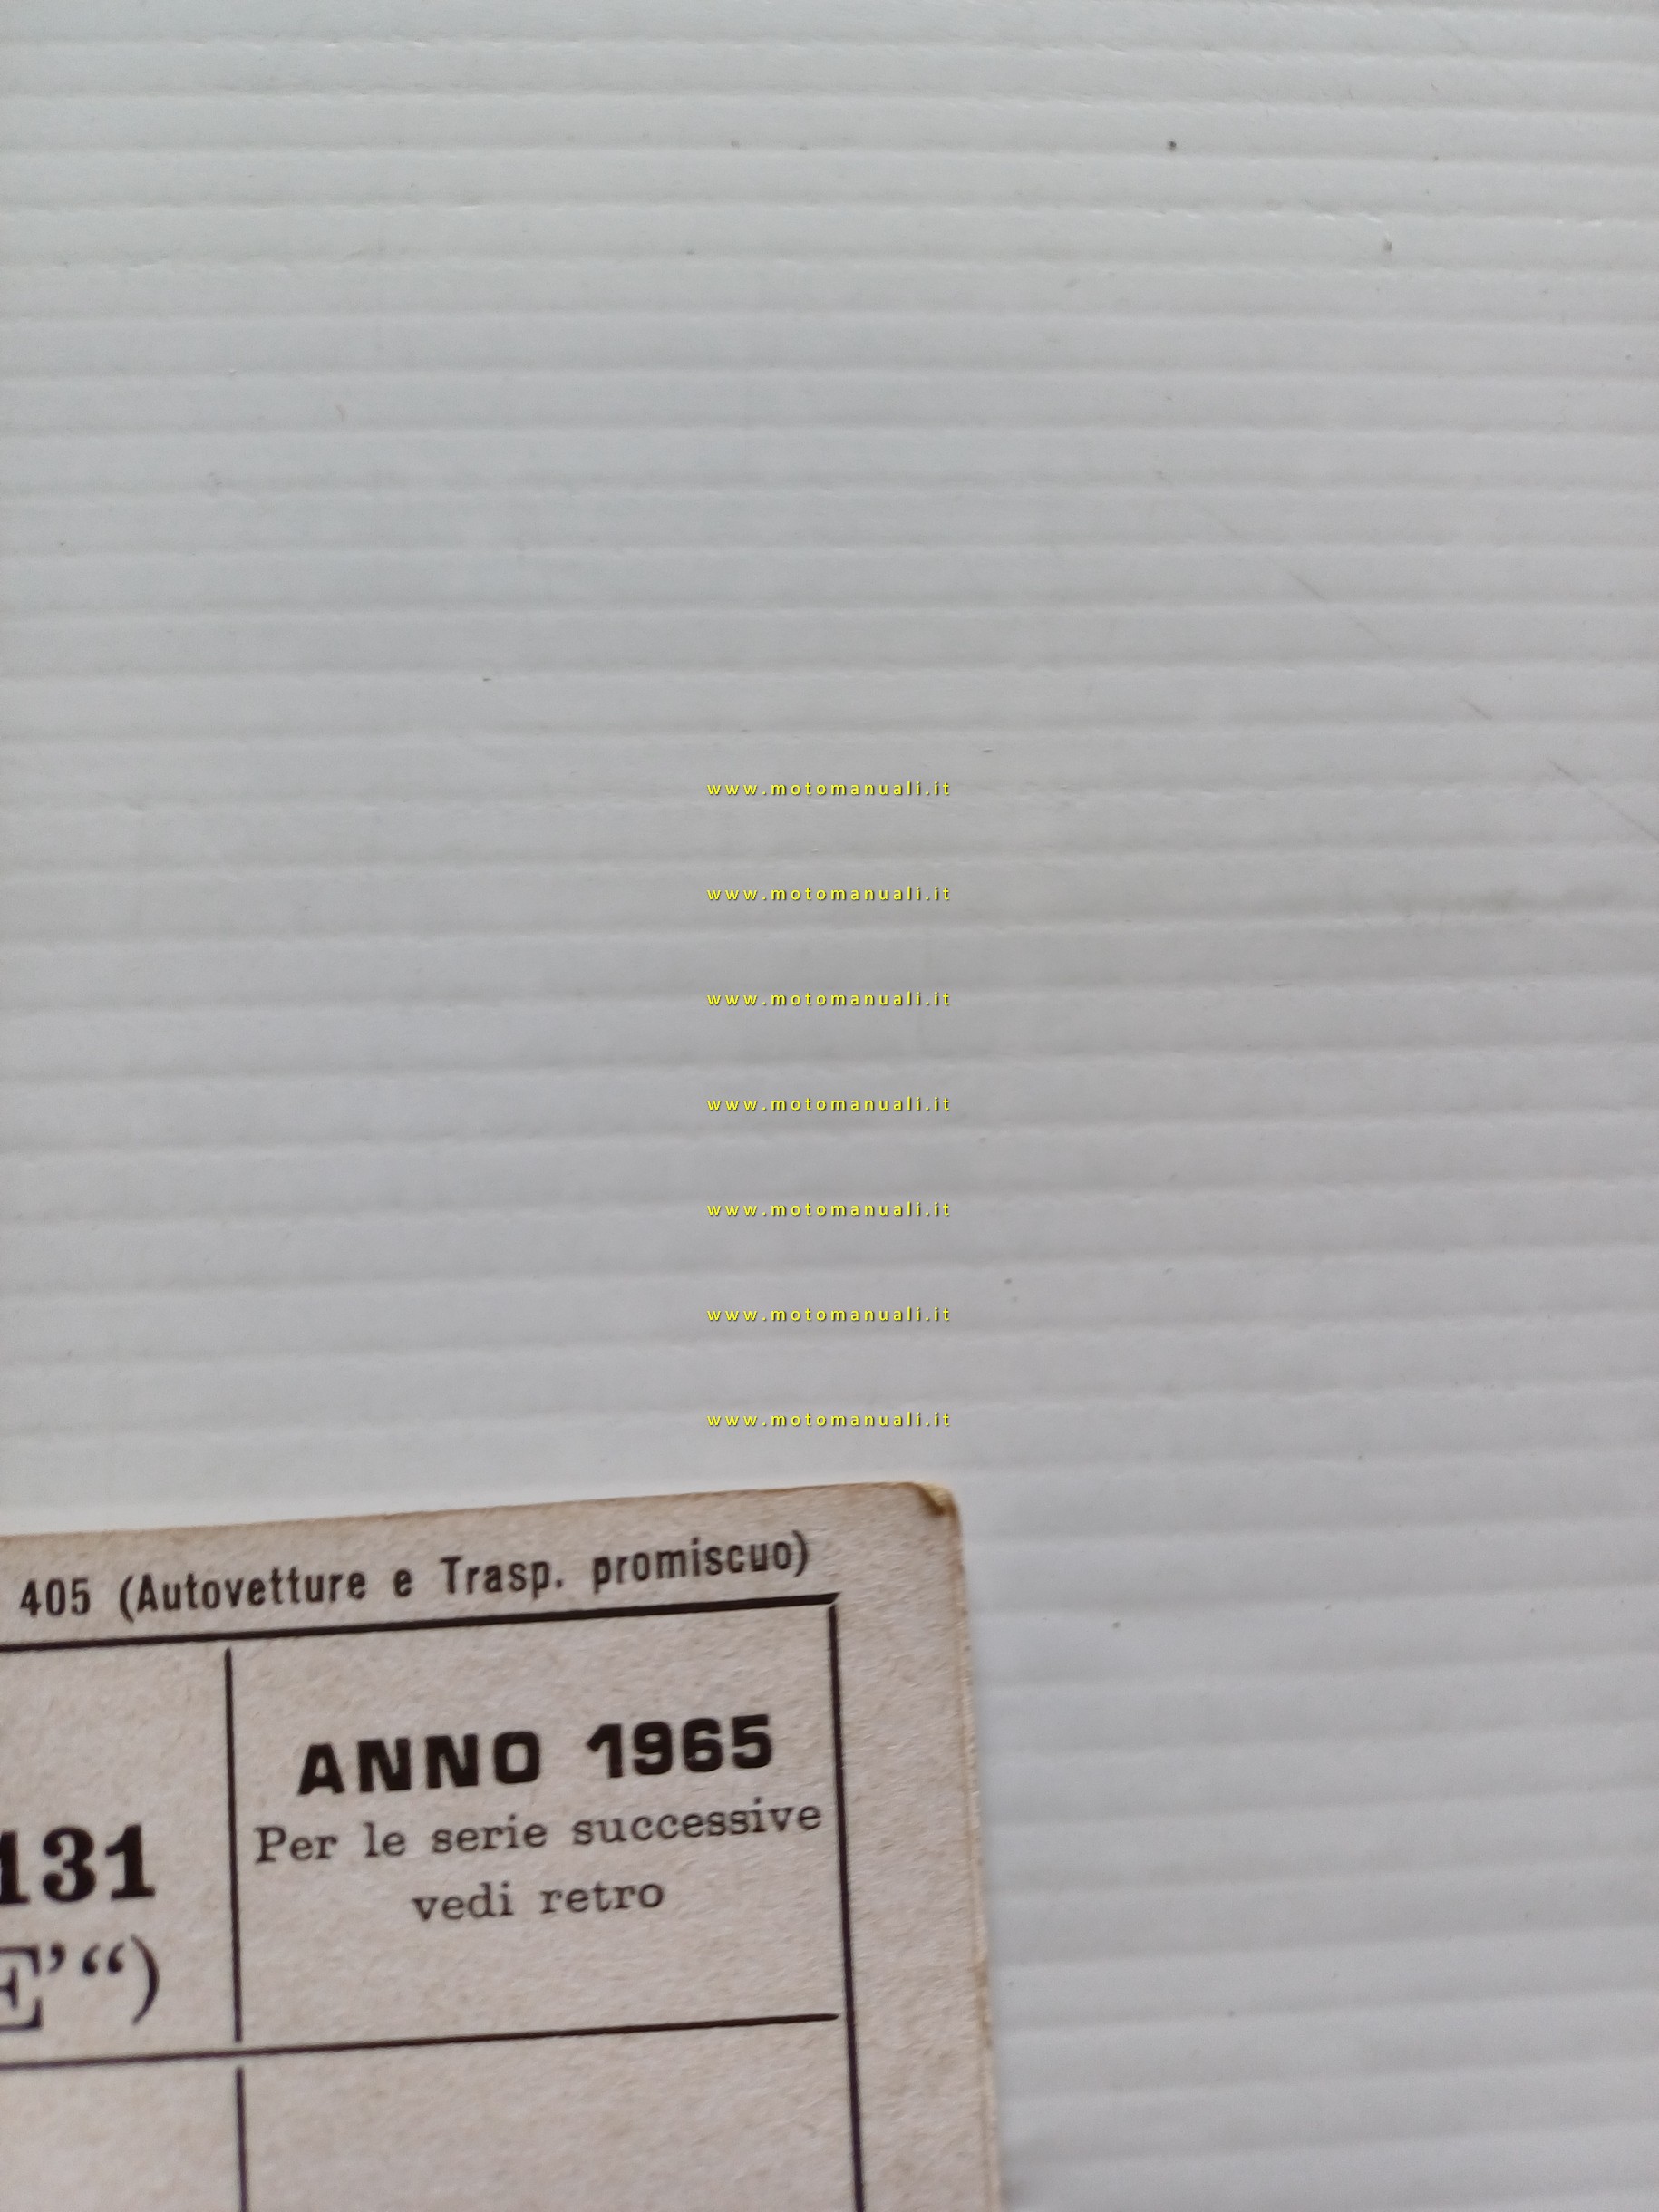 www.motomanuali.it
www.motomanuali.it
www.motomanuali.it
www.motomanuali.it
www.motomanuali.it
www.motomanuali.it
www.motomanuali.it
405 (Autovetture e Trasp. promiscuo)
ANNO 1965
Per le serie successive
vedi retro
131
E'“)